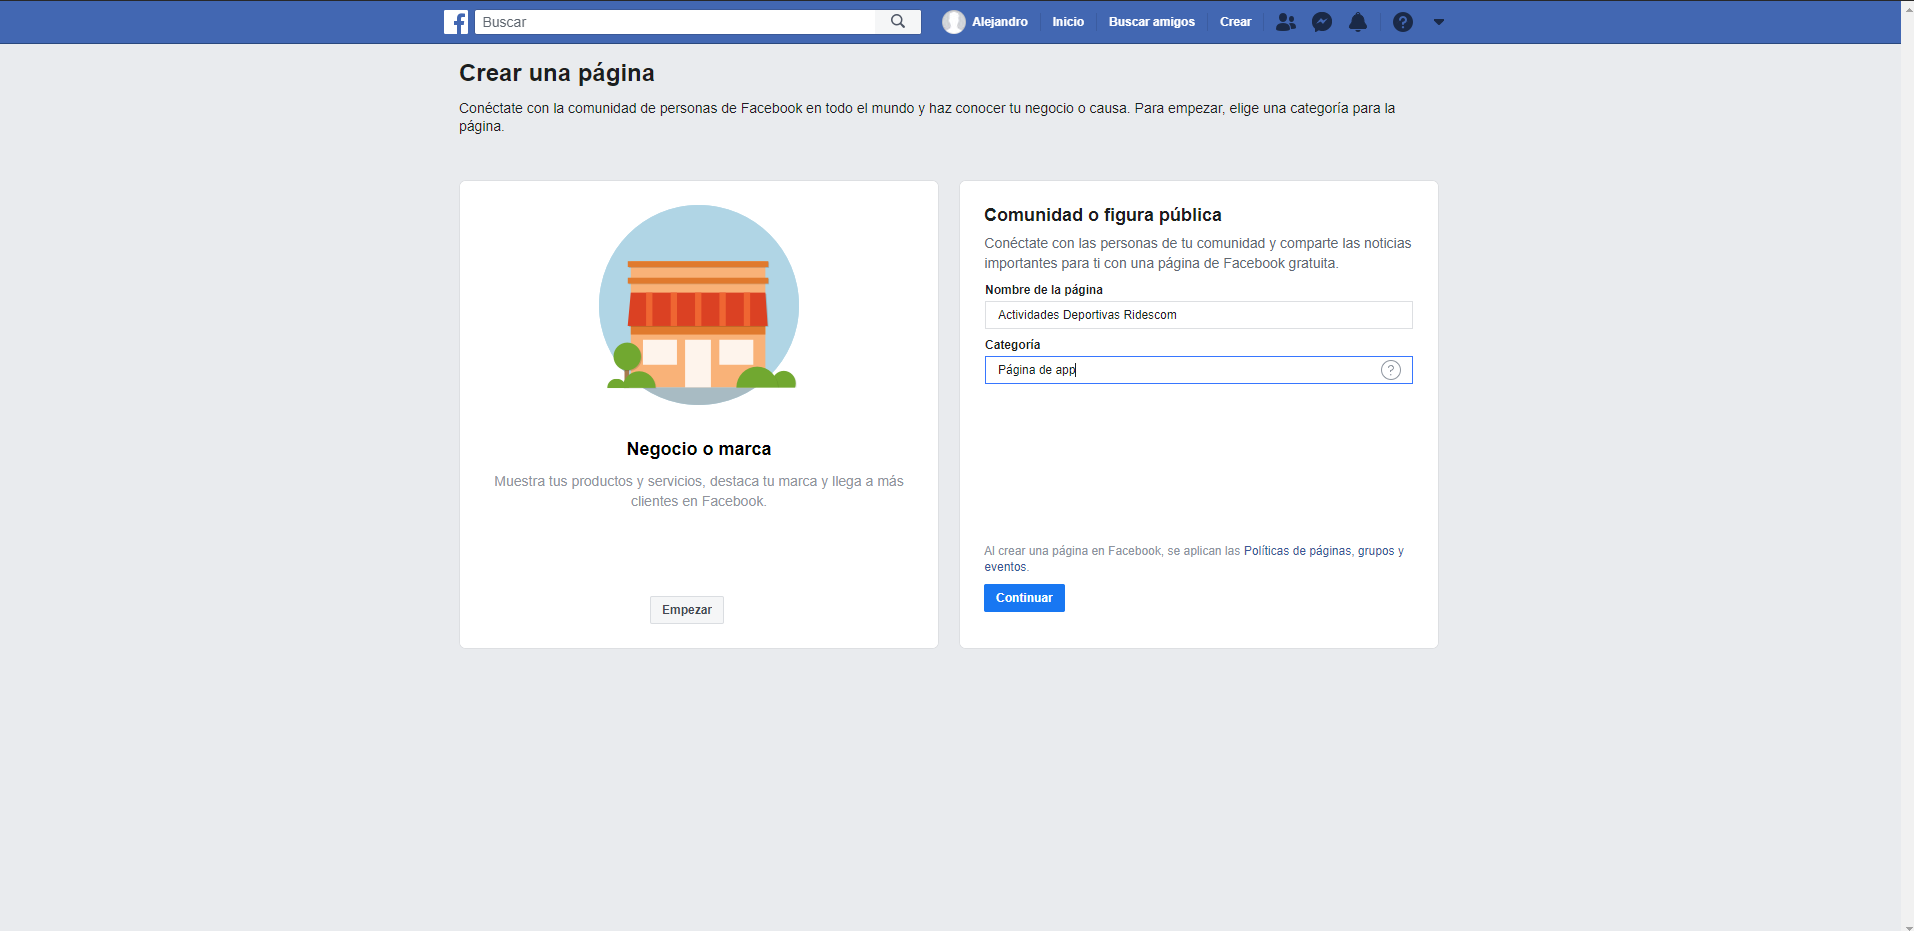 Buscar
Alejandro
Inicio
Buscar amigos
Crear
Crear una página
Conéctate con la comunidad de personas de Facebook en todo el mundo y haz conocer tu negocio o causa. Para empezar, elige una categoría para la
página.
Negocio o marca
Muestra tus productos y servicios, destaca tu marca y llega a más
clientes en Facebook.
Empezar
Comunidad o figura pública
Conéctate con las personas de tu comunidad y comparte las noticias
importantes para ti con una página de Facebook gratuita.
Nombre de la página
Actividades Deportivas Ridescom
Categoría
Página de app
?
Al crear una página en Facebook, se aplican las Políticas de páginas, grupos y
eventos.
Continuar